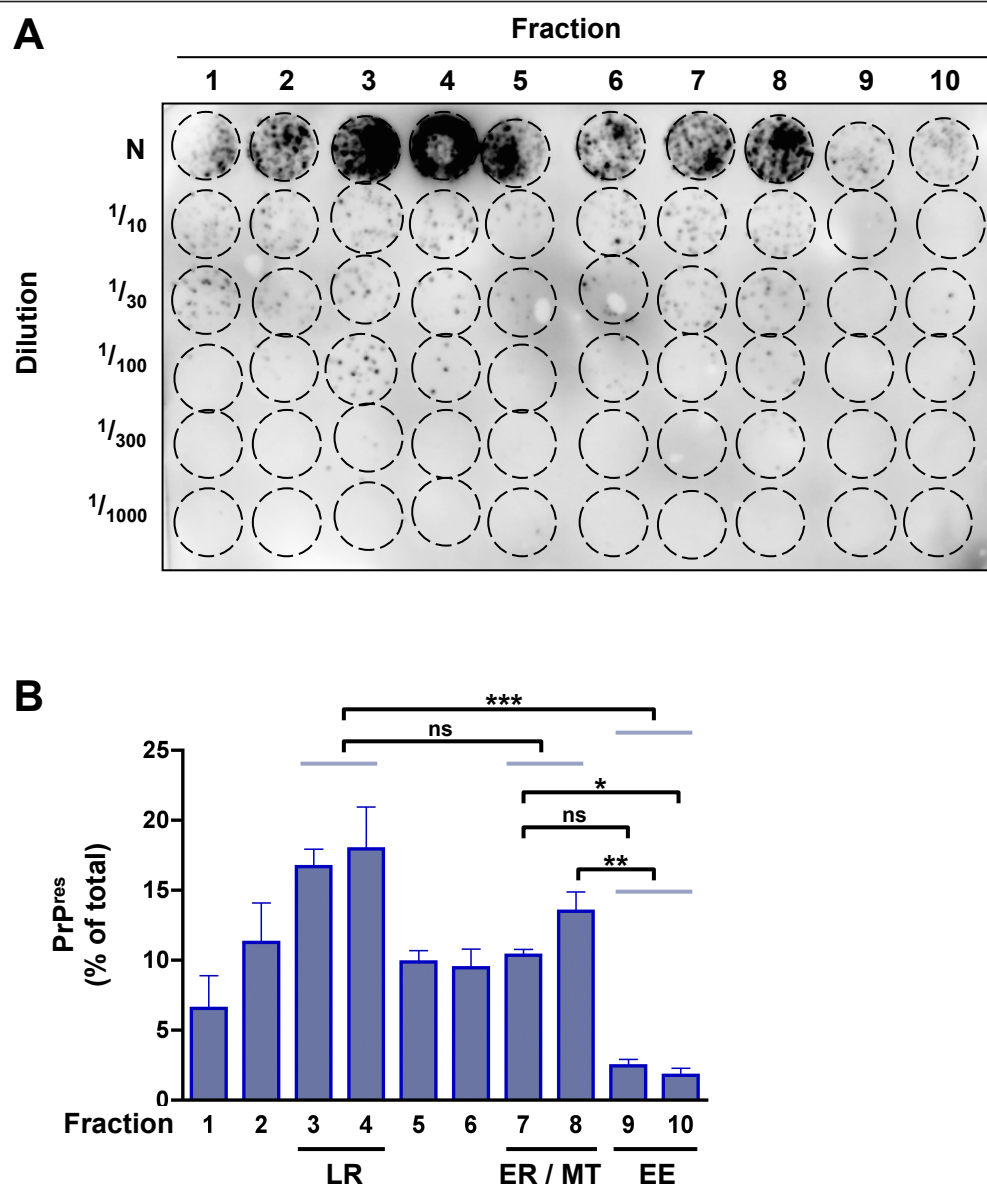 A
Fraction
1 2 3 4 5 6 7 8 9 10
Dilution
N
1/10
1/30
1/100
1/300
1/1000
B
***
ns
*
ns
**
PrPres
(% of total)
25
20
15
10
5
0
Fraction 1 2 3 4 5 6 7 8 9 10
LR ER / MT EE